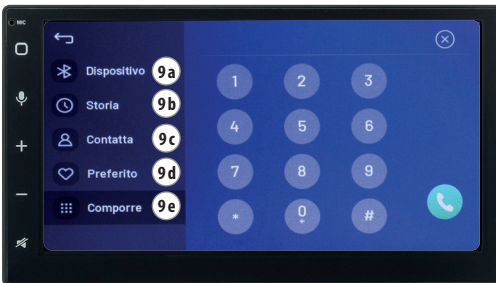 MIC
Dispositivo 9a
Storia 9b
Contatta 9c
Preferito 9d
Comporre 9e
1 2 3
4 5 6
7 8 9
* 0 #
+